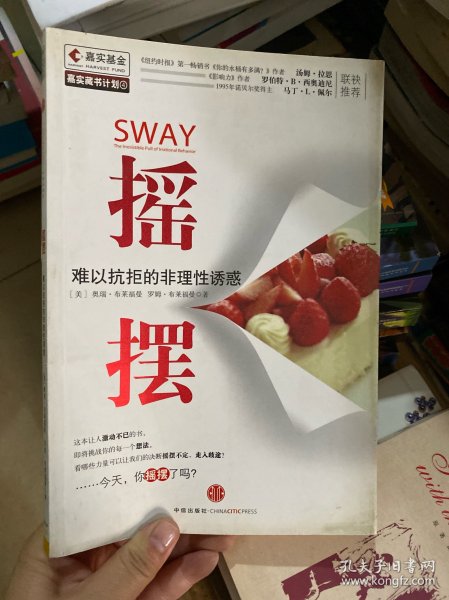 嘉实基金
HARVEST FUND
嘉实藏书计划④
《纽约时报》第一畅销书《你的水桶有多满?》作者 汤姆·拉思
《影响力》作者 罗伯特·B·西奥迪尼
1995年诺贝尔奖得主 马丁·L·佩尔
联袂
推荐
SWAY
The Irresistible Pull of Irrational Behavior
摇
难以抗拒的非理性诱惑
[美] 奥瑞·布莱福曼 罗姆·布莱福曼◎著
摆
这本让人激动不已的书,
即将挑战你的每一个想法。
看哪些力量可以让我们的决断摇摆不定、走入歧途?
……今天,你摇摆了吗?
中信出版社·CHINACITICPRESS
with
孔夫子旧书网